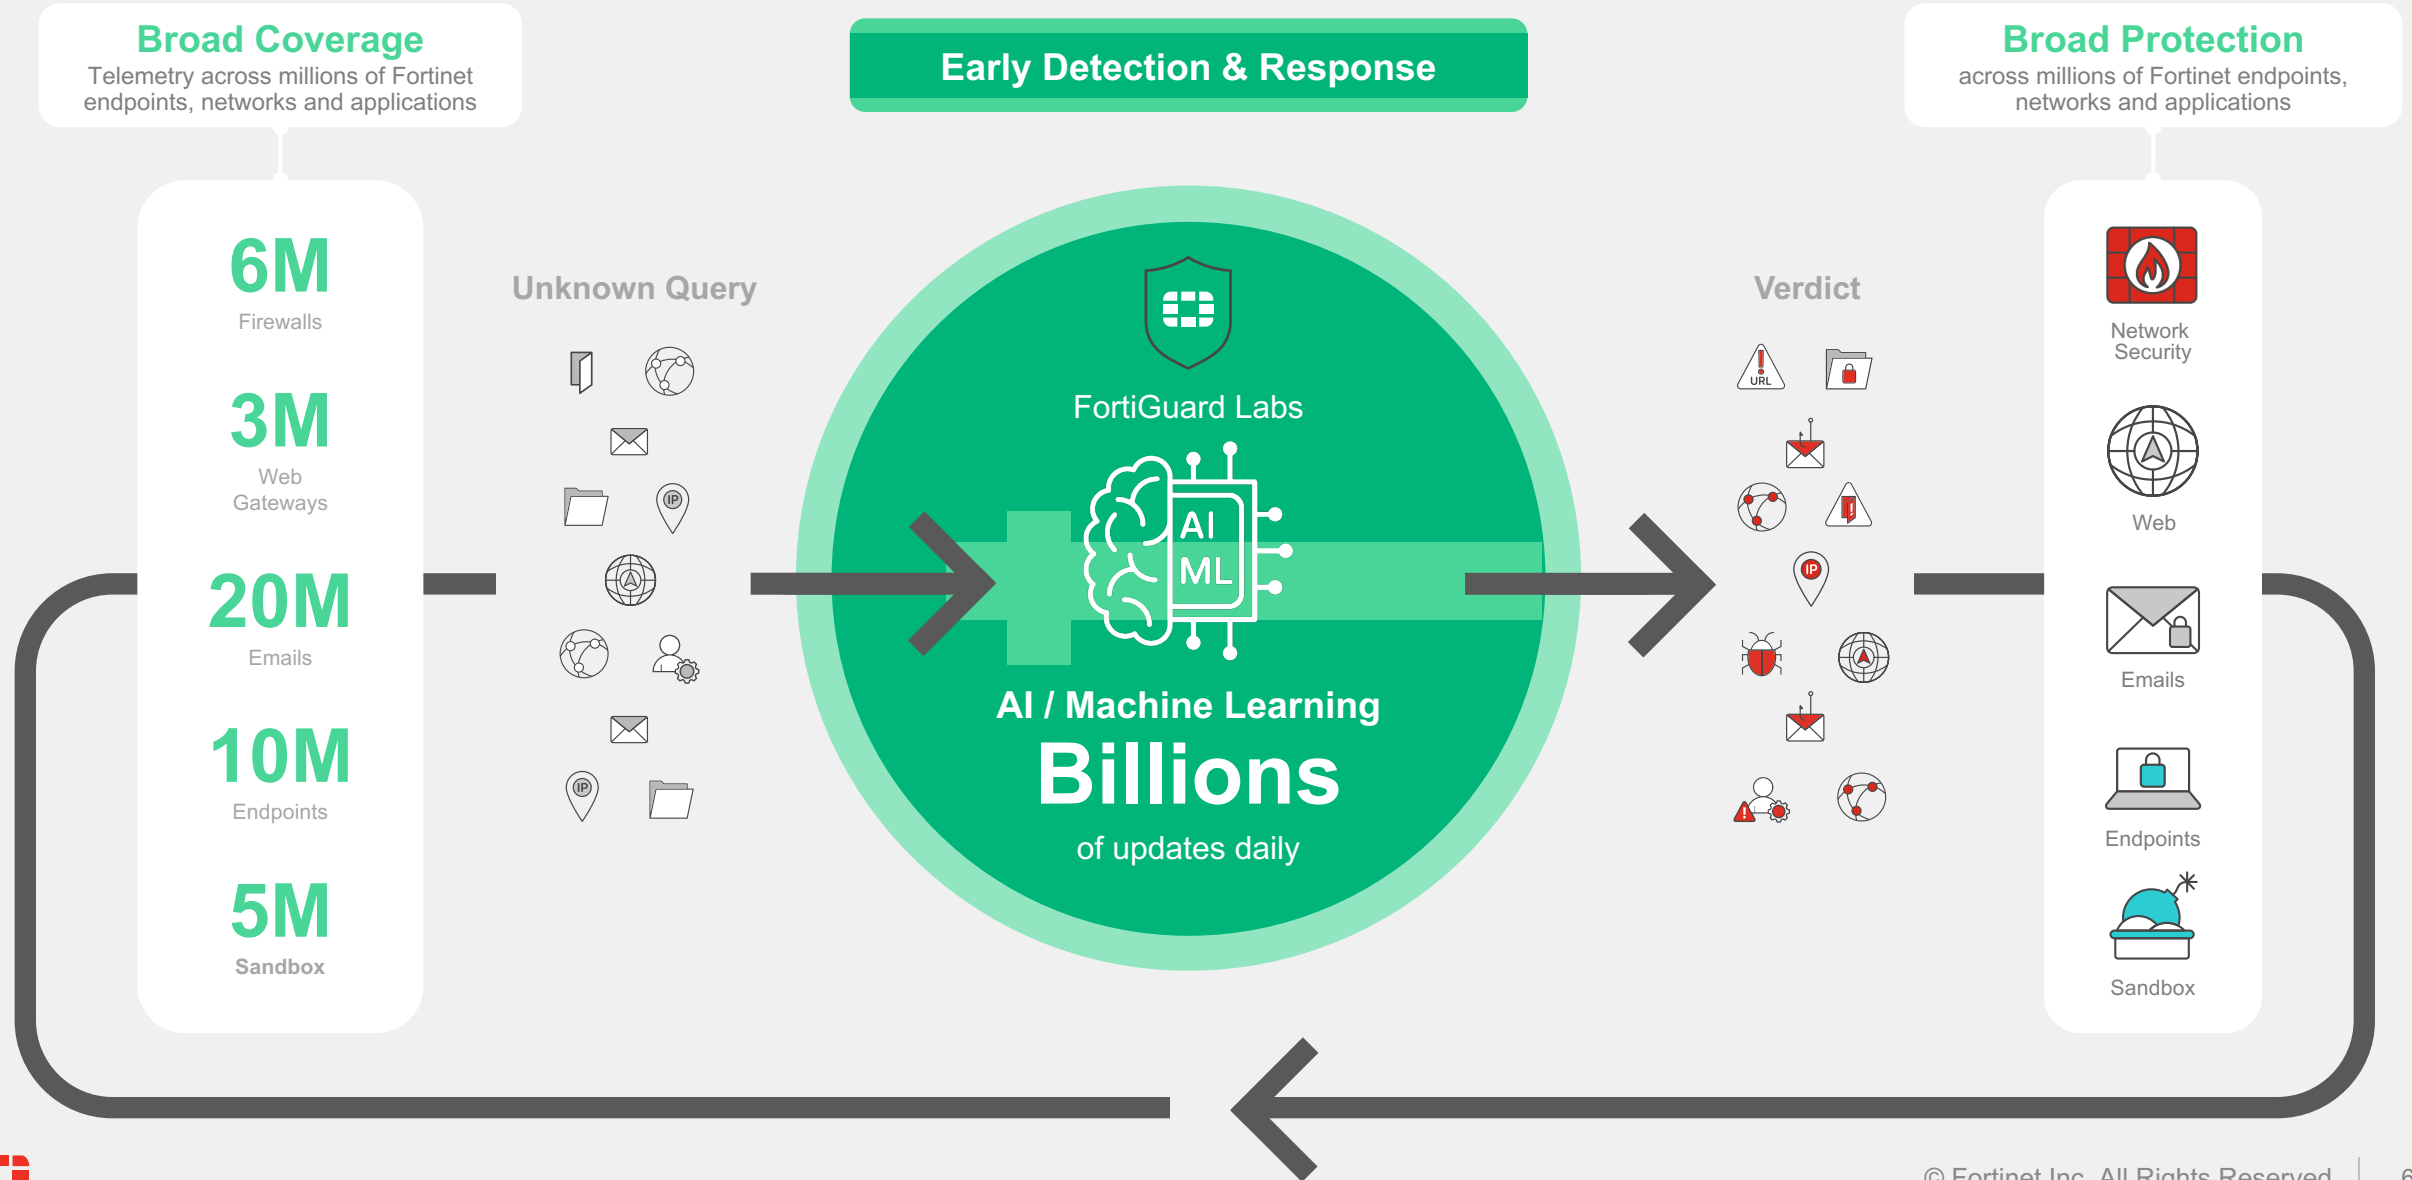 Broad Coverage
Telemetry across millions of Fortinet
endpoints, networks and applications
Early Detection & Response
Broad Protection
across millions of Fortinet endpoints,
networks and applications
6M
Firewalls
3M
Web
Gateways
20M
Emails
10M
Endpoints
5M
Sandbox
Unknown Query
IP
IP
FortiGuard Labs
AI
ML
AI / Machine Learning
Billions
of updates daily
Verdict
URL
IP
Network
Security
Web
Emails
Endpoints
Sandbox
© Fortinet Inc. All Rights Reserved
6